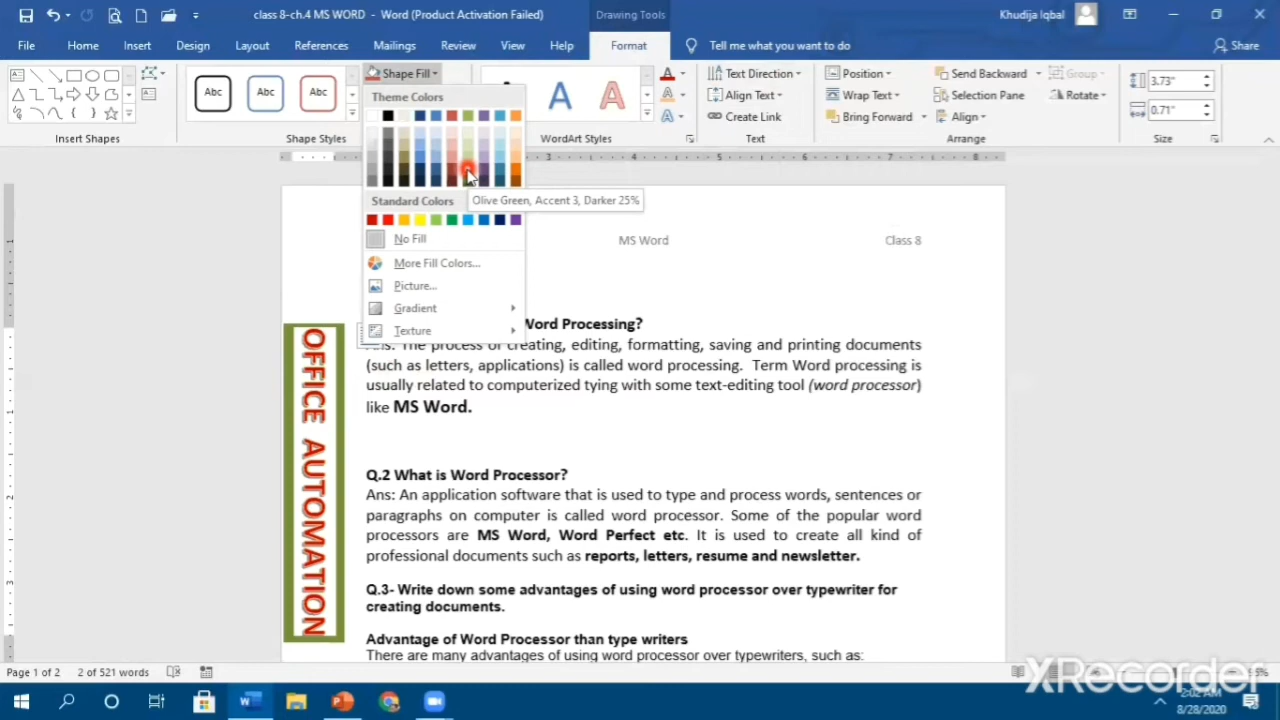 class 8-ch.4 MS WORD - Word (Product Activation Failed)
Drawing Tools
Khudija Iqbal
File Home Insert Design Layout References Mailings Review View Help Format Tell me what you want to do Share
Shape Fill
Abc Abc Abc
Insert Shapes
Shape Styles
A A
WordArt Styles
Text Direction
Align Text
Create Link
Text
Position
Wrap Text
Bring Forward
Send Backward
Selection Pane
Align
Group
Rotate
Arrange
3.73"
0.71"
Size
Theme Colors
Olive Green, Accent 3, Darker 25%
Standard Colors
No Fill
More Fill Colors...
Picture...
Gradient
Texture
3 4 5 6 7 8
MS Word
Class 8
OFFICE AUTOMATION
Word Processing?
Ans: The process of creating, editing, formatting, saving and printing documents
(such as letters, applications) is called word processing. Term Word processing is
usually related to computerized tying with some text-editing tool (word processor)
like MS Word.
Q.2 What is Word Processor?
Ans: An application software that is used to type and process words, sentences or
paragraphs on computer is called word processor. Some of the popular word
processors are MS Word, Word Perfect etc. It is used to create all kind of
professional documents such as reports, letters, resume and newsletter.
Q.3- Write down some advantages of using word processor over typewriter for
creating documents.
Advantage of Word Processor than type writers
There are many advantages of using word processor over typewriters, such as:
Page 1 of 2 2 of 521 words
XRecorder
2:02 AM
8/28/2020